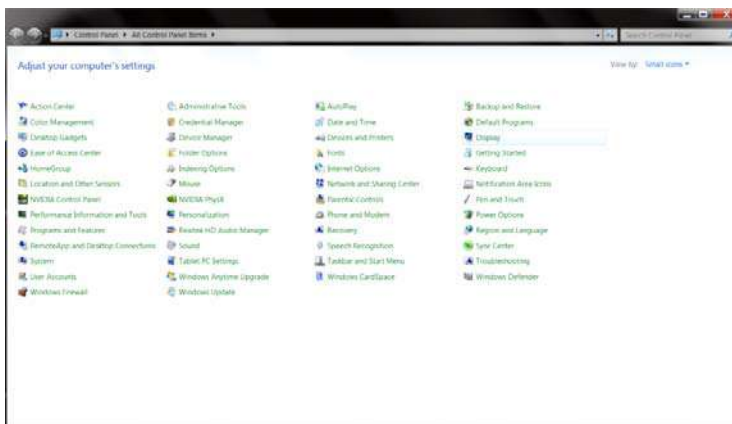 Control Panel All Control Panel Items
Search Control Panel
Adjust your computer's settings
View by: Small icons
Action Center Administrative Tools AutoPlay Backup and Restore
Color Management Credential Manager Date and Time Default Programs
Desktop Gadgets Device Manager Devices and Printers Display
Ease of Access Center Folder Options Fonts Getting Started
HomeGroup Indexing Options Internet Options Keyboard
Location and Other Sensors Mouse Network and Sharing Center Notification Area Icons
NVIDIA Control Panel NVIDIA PhysX Parental Controls Pen and Touch
Performance Information and Tools Personalization Phone and Modem Power Options
Programs and Features Realtek HD Audio Manager Recovery Region and Language
RemoteApp and Desktop Connections Sound Speech Recognition Sync Center
System Tablet PC Settings Taskbar and Start Menu Troubleshooting
User Accounts Windows Anytime Upgrade Windows CardSpace Windows Defender
Windows Firewall Windows Update